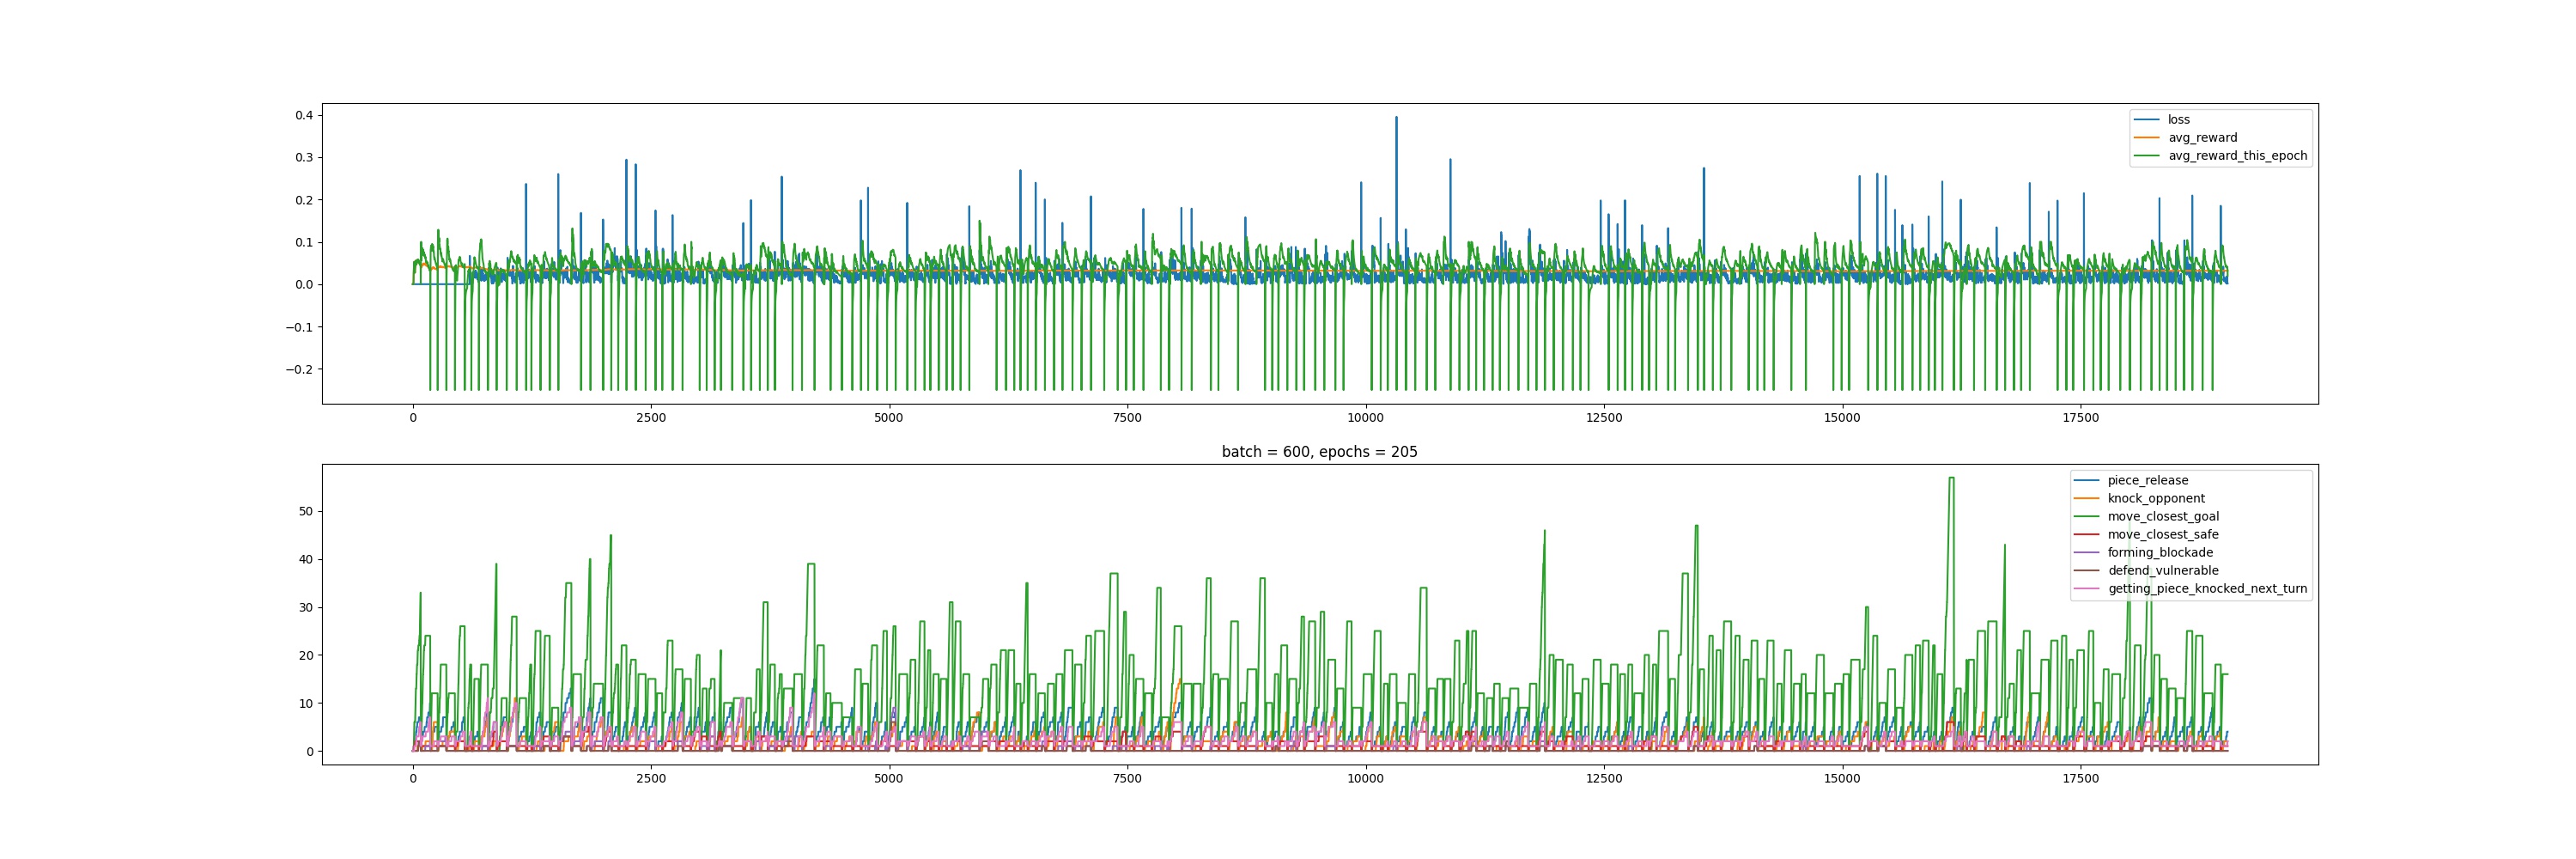 0.4
0.3
0.2
0.1
0.0
−0.1
−0.2
loss
avg_reward
avg_reward_this_epoch
0 2500 5000 7500 10000 12500 15000 17500
batch = 600, epochs = 205
50
40
30
20
10
0
piece_release
knock_opponent
move_closest_goal
move_closest_safe
forming_blockade
defend_vulnerable
getting_piece_knocked_next_turn
0 2500 5000 7500 10000 12500 15000 17500